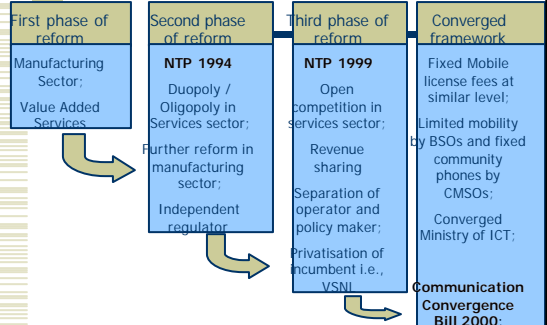 First phase of
reform
Manufacturing
Sector;
Value Added
Services
Second phase
of reform
NTP 1994
Duopoly /
Oligopoly in
Services sector;
Further reform in
manufacturing
sector;
Independent
regulator
Third phase of
reform
NTP 1999
Open
competition in
services sector;
Revenue
sharing
Separation of
operator and
policy maker;
Privatisation of
incumbent i.e.,
VSNL
Converged
framework
Fixed Mobile
license fees at
similar level;
Limited mobility
by BSOs and fixed
community
phones by
CMSOs;
Converged
Ministry of ICT;
Communication
Convergence
Bill 2000;